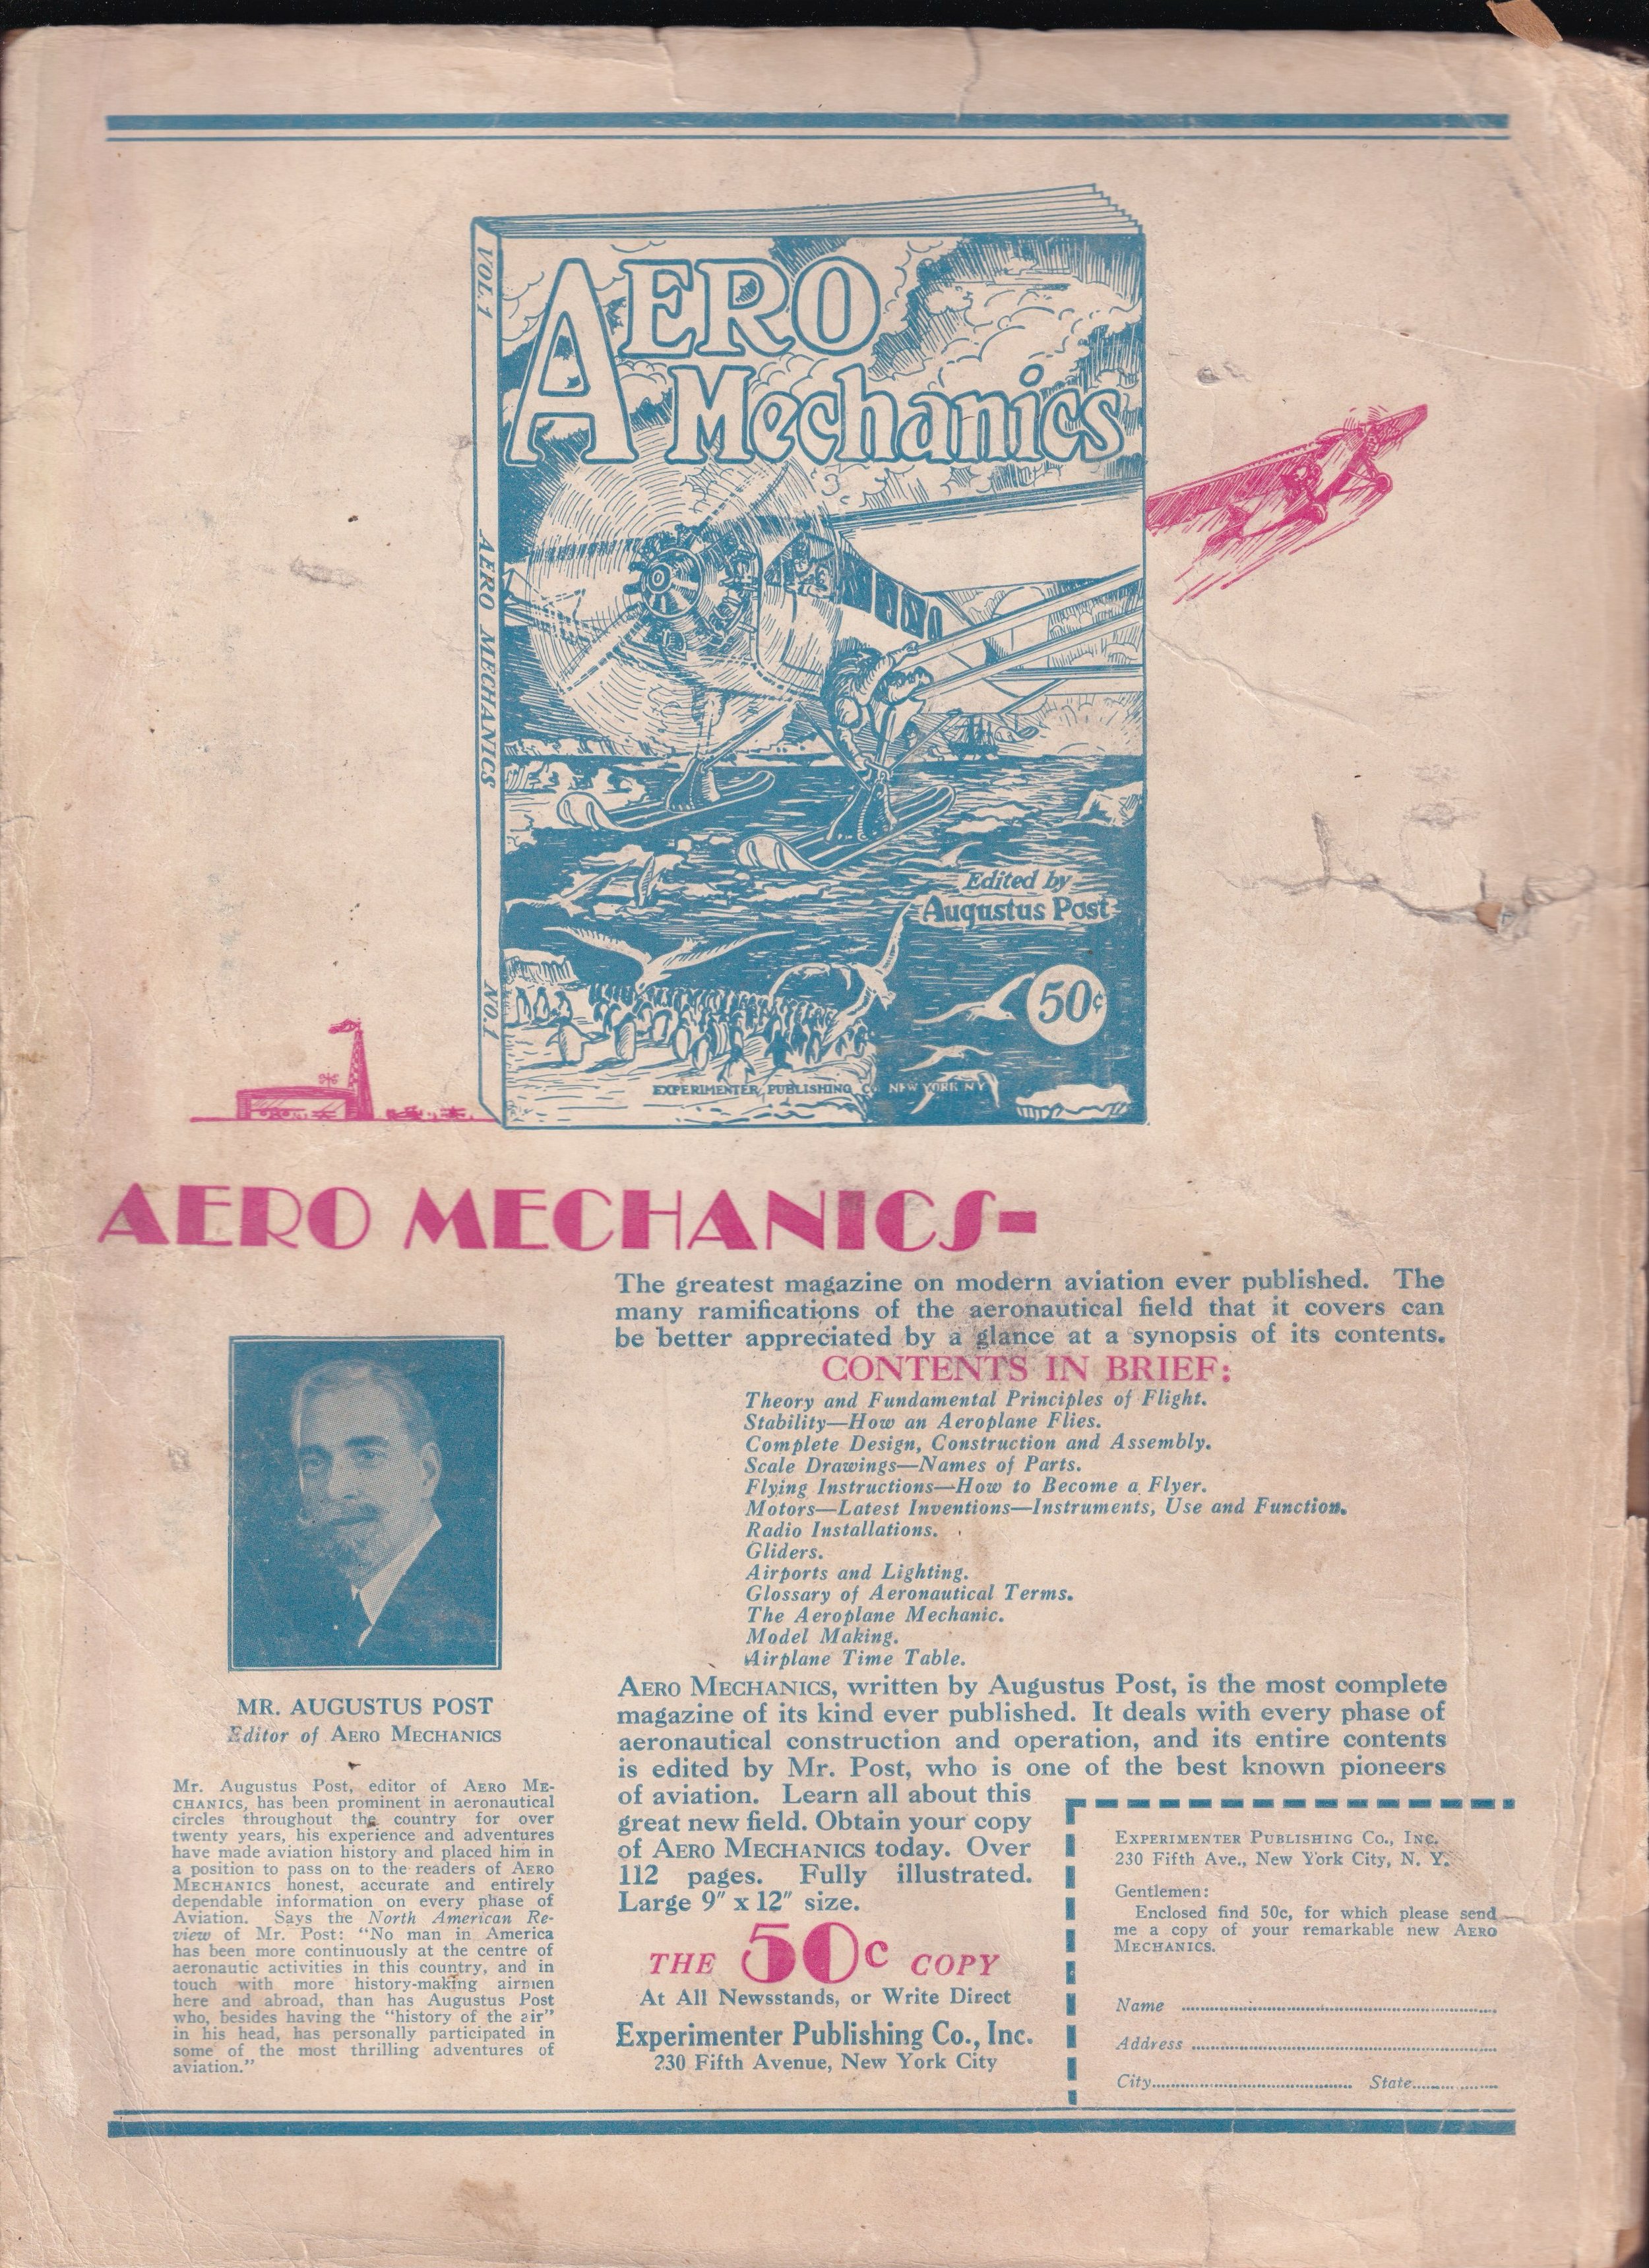 VOL. 1
AERO MECHANICS
NO. 1
AERO
Mechanics
Edited by
Augustus Post
50¢
EXPERIMENTER PUBLISHING CO. NEW YORK NY
AERO MECHANICS-
The greatest magazine on modern aviation ever published. The
many ramifications of the aeronautical field that it covers can
be better appreciated by a glance at a synopsis of its contents.
CONTENTS IN BRIEF:
Theory and Fundamental Principles of Flight.
Stability—How an Aeroplane Flies.
Complete Design, Construction and Assembly.
Scale Drawings—Names of Parts.
Flying Instructions—How to Become a Flyer.
Motors—Latest Inventions—Instruments, Use and Function.
Radio Installations.
Gliders.
Airports and Lighting.
Glossary of Aeronautical Terms.
The Aeroplane Mechanic.
Model Making.
Airplane Time Table.
MR. AUGUSTUS POST
Editor of AERO MECHANICS
Mr. Augustus Post, editor of AERO ME-
CHANICS, has been prominent in aeronautical
circles throughout the country for over
twenty years, his experience and adventures
have made aviation history and placed him in
a position to pass on to the readers of AERO
MECHANICS honest, accurate and entirely
dependable information on every phase of
Aviation. Says the North American Re-
view of Mr. Post: "No man in America
has been more continuously at the centre of
aeronautic activities in this country, and in
touch with more history-making airmen
here and abroad, than has Augustus Post
who, besides having the "history of the air"
in his head, has personally participated in
some of the most thrilling adventures of
aviation."
AERO MECHANICS, written by Augustus Post, is the most complete
magazine of its kind ever published. It deals with every phase of
aeronautical construction and operation, and its entire contents
is edited by Mr. Post, who is one of the best known pioneers
of aviation. Learn all about this
great new field. Obtain your copy
of AERO MECHANICS today. Over
112 pages. Fully illustrated.
Large 9" x 12" size.
THE 50c COPY
At All Newsstands, or Write Direct
Experimenter Publishing Co., Inc.
230 Fifth Avenue, New York City
EXPERIMENTER PUBLISHING CO., INC.
230 Fifth Ave., New York City, N. Y.
Gentlemen:
Enclosed find 50c, for which please send
me a copy of your remarkable new AERO
MECHANICS.
Name
Address
City State